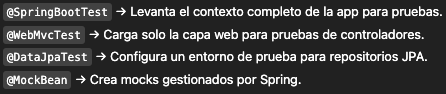 @SpringBootTest → Levanta el contexto completo de la app para pruebas.
@WebMvcTest → Carga solo la capa web para pruebas de controladores.
@DataJpaTest → Configura un entorno de prueba para repositorios JPA.
@MockBean → Crea mocks gestionados por Spring.